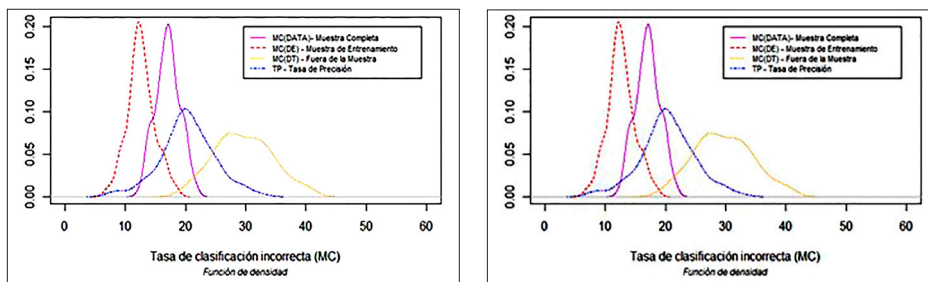 0.20
0.15
0.10
0.05
0.00
MC(DATA)- Muestra Completa
MC(DE) - Muestra de Entrenamiento
MC(DT) - Fuera de la Muestra
TP - Tasa de Precisión
0 10 20 30 40 50 60
Tasa de clasificación incorrecta (MC)
Función de densidad
0.20
0.15
0.10
0.05
0.00
MC(DATA)- Muestra Completa
MC(DE) - Muestra de Entrenamiento
MC(DT) - Fuera de la Muestra
TP - Tasa de Precisión
0 10 20 30 40 50 60
Tasa de clasificación incorrecta (MC)
Función de densidad